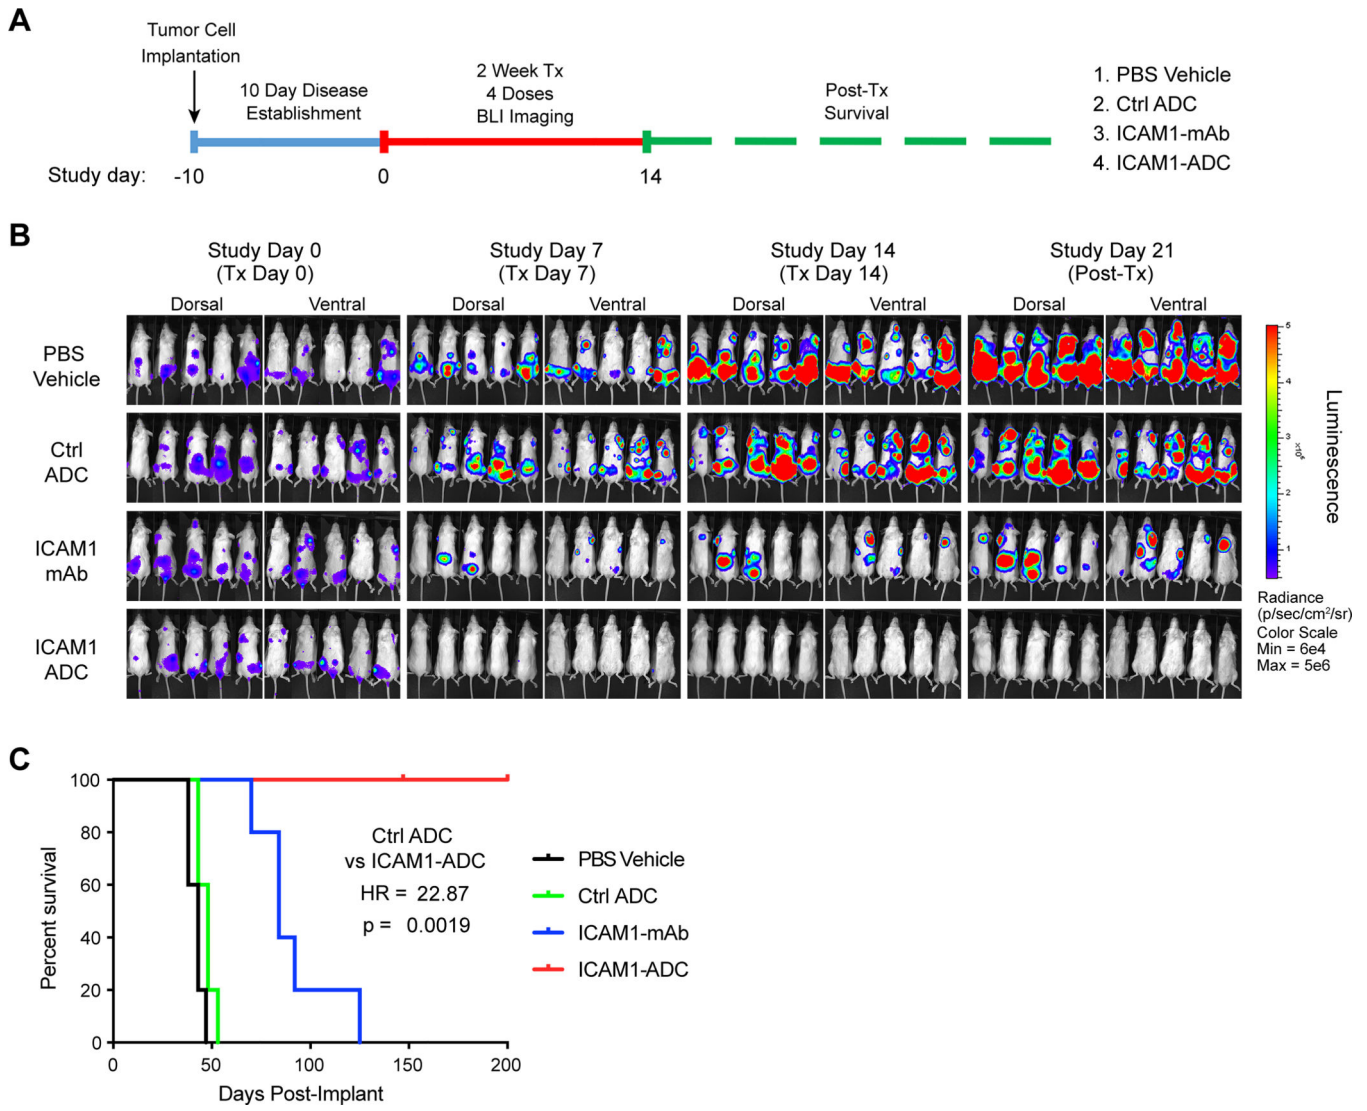 A
Tumor Cell
Implantation
10 Day Disease
Establishment
2 Week Tx
4 Doses
BLI Imaging
Post-Tx
Survival
1. PBS Vehicle
2. Ctrl ADC
3. ICAM1-mAb
4. ICAM1-ADC
Study day: -10 0 14
B
Study Day 0
(Tx Day 0)
Study Day 7
(Tx Day 7)
Study Day 14
(Tx Day 14)
Study Day 21
(Post-Tx)
Dorsal Ventral Dorsal Ventral Dorsal Ventral Dorsal Ventral
PBS
Vehicle
Ctrl
ADC
ICAM1
mAb
ICAM1
ADC
5
4
3
2
1
Luminescence
Radiance
(p/sec/cm²/sr)
Color Scale
Min = 6e4
Max = 5e6
C
Percent survival
100
80
60
40
20
0
0 50 100 150 200
Days Post-Implant
Ctrl ADC
vs ICAM1-ADC
HR = 22.87
p = 0.0019
PBS Vehicle
Ctrl ADC
ICAM1-mAb
ICAM1-ADC